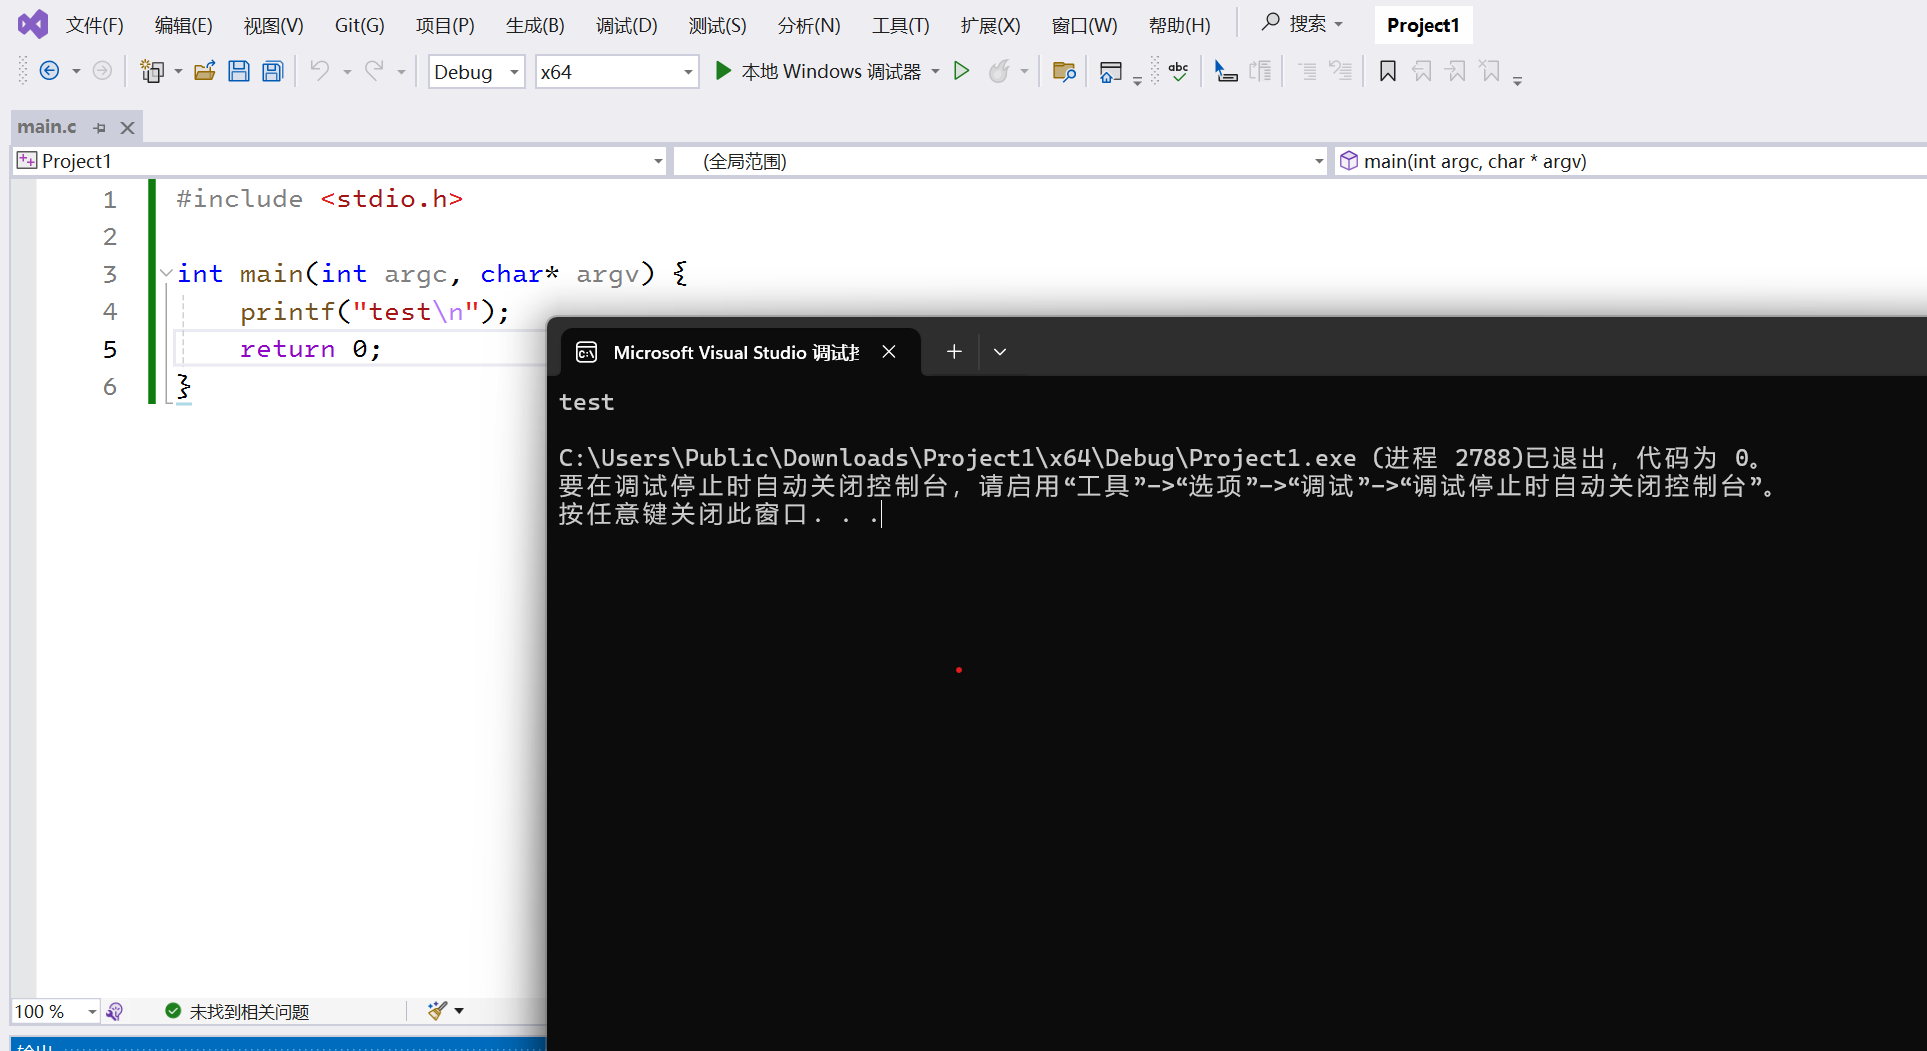 文件(F) 编辑(E) 视图(V) Git(G) 项目(P) 生成(B) 调试(D) 测试(S) 分析(N) 工具(T) 扩展(X) 窗口(W) 帮助(H) 搜索 Project1
Debug x64 本地 Windows 调试器 abc
main.c
Project1 (全局范围) main(int argc, char * argv)
1 #include <stdio.h>
2
3 int main(int argc, char* argv) {
4 printf("test\n");
5 return 0;
6 }
Microsoft Visual Studio 调试控
test
C:\Users\Public\Downloads\Project1\x64\Debug\Project1.exe (进程 2788)已退出，代码为 0。
要在调试停止时自动关闭控制台，请启用“工具”->“选项”->“调试”->“调试停止时自动关闭控制台”。
按任意键关闭此窗口. . .
100 % 未找到相关问题
输出